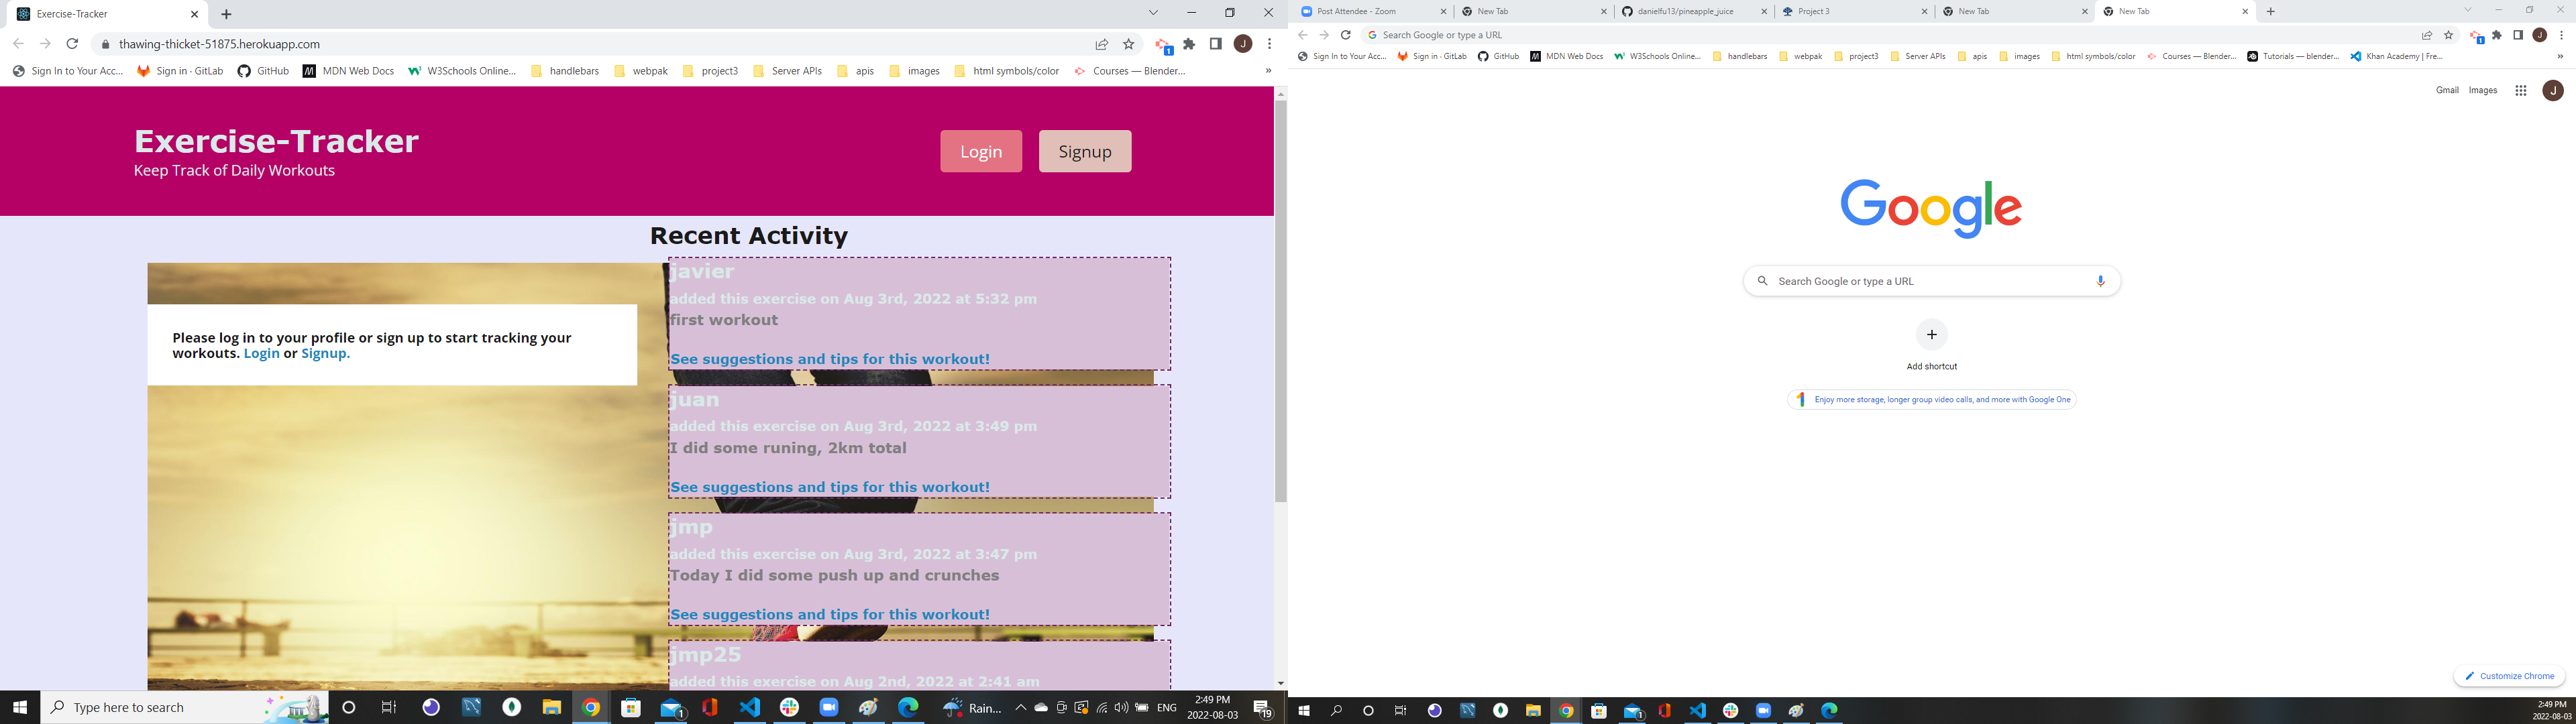 Exercise-Tracker
thawing-thicket-51875.herokuapp.com
J
1
Sign In to Your Acc...
Sign in · GitLab
GitHub
MDN Web Docs
W3Schools Online...
handlebars
webpak
project3
Server APIs
apis
images
html symbols/color
Courses — Blender...
»
Exercise-Tracker
Keep Track of Daily Workouts
Login
Signup
Recent Activity
Please log in to your profile or sign up to start tracking your
workouts. Login or Signup.
javier
added this exercise on Aug 3rd, 2022 at 5:32 pm
first workout
See suggestions and tips for this workout!
juan
added this exercise on Aug 3rd, 2022 at 3:49 pm
I did some runing, 2km total
See suggestions and tips for this workout!
jmp
added this exercise on Aug 3rd, 2022 at 3:47 pm
Today I did some push up and crunches
See suggestions and tips for this workout!
jmp25
added this exercise on Aug 2nd, 2022 at 2:41 am
Type here to search
1
Rain...
ENG
2:49 PM
2022-08-03
19
Post Attendee - Zoom
New Tab
danielfu13/pineapple_juice
Project 3
New Tab
New Tab
Search Google or type a URL
1
J
Sign In to Your Acc...
Sign in · GitLab
GitHub
MDN Web Docs
W3Schools Online...
handlebars
webpak
project3
Server APIs
apis
images
html symbols/color
Courses — Blender...
Tutorials — blender...
Khan Academy | Fre...
»
Gmail
Images
J
Google
Search Google or type a URL
Add shortcut
Enjoy more storage, longer group video calls, and more with Google One
Customize Chrome
1
2:49 PM
2022-08-03